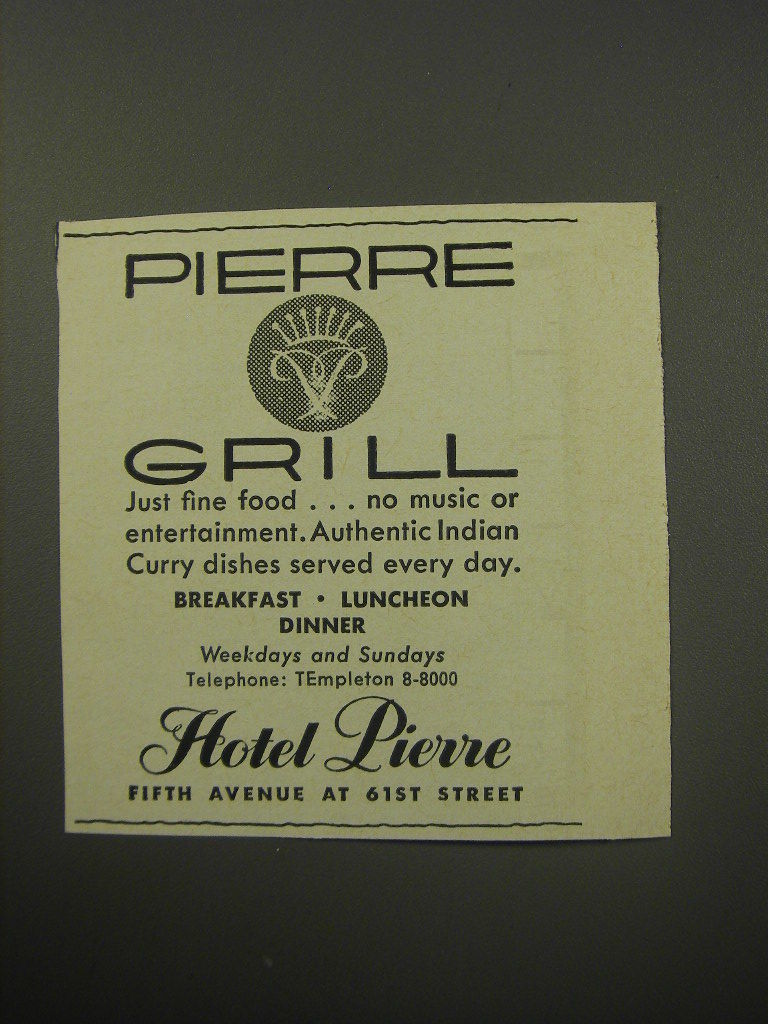 PIERRE
GRILL
Just fine food . . . no music or
entertainment. Authentic Indian
Curry dishes served every day.
BREAKFAST • LUNCHEON
DINNER
Weekdays and Sundays
Telephone: TEmpleton 8-8000
Hotel Pierre
FIFTH AVENUE AT 61ST STREET